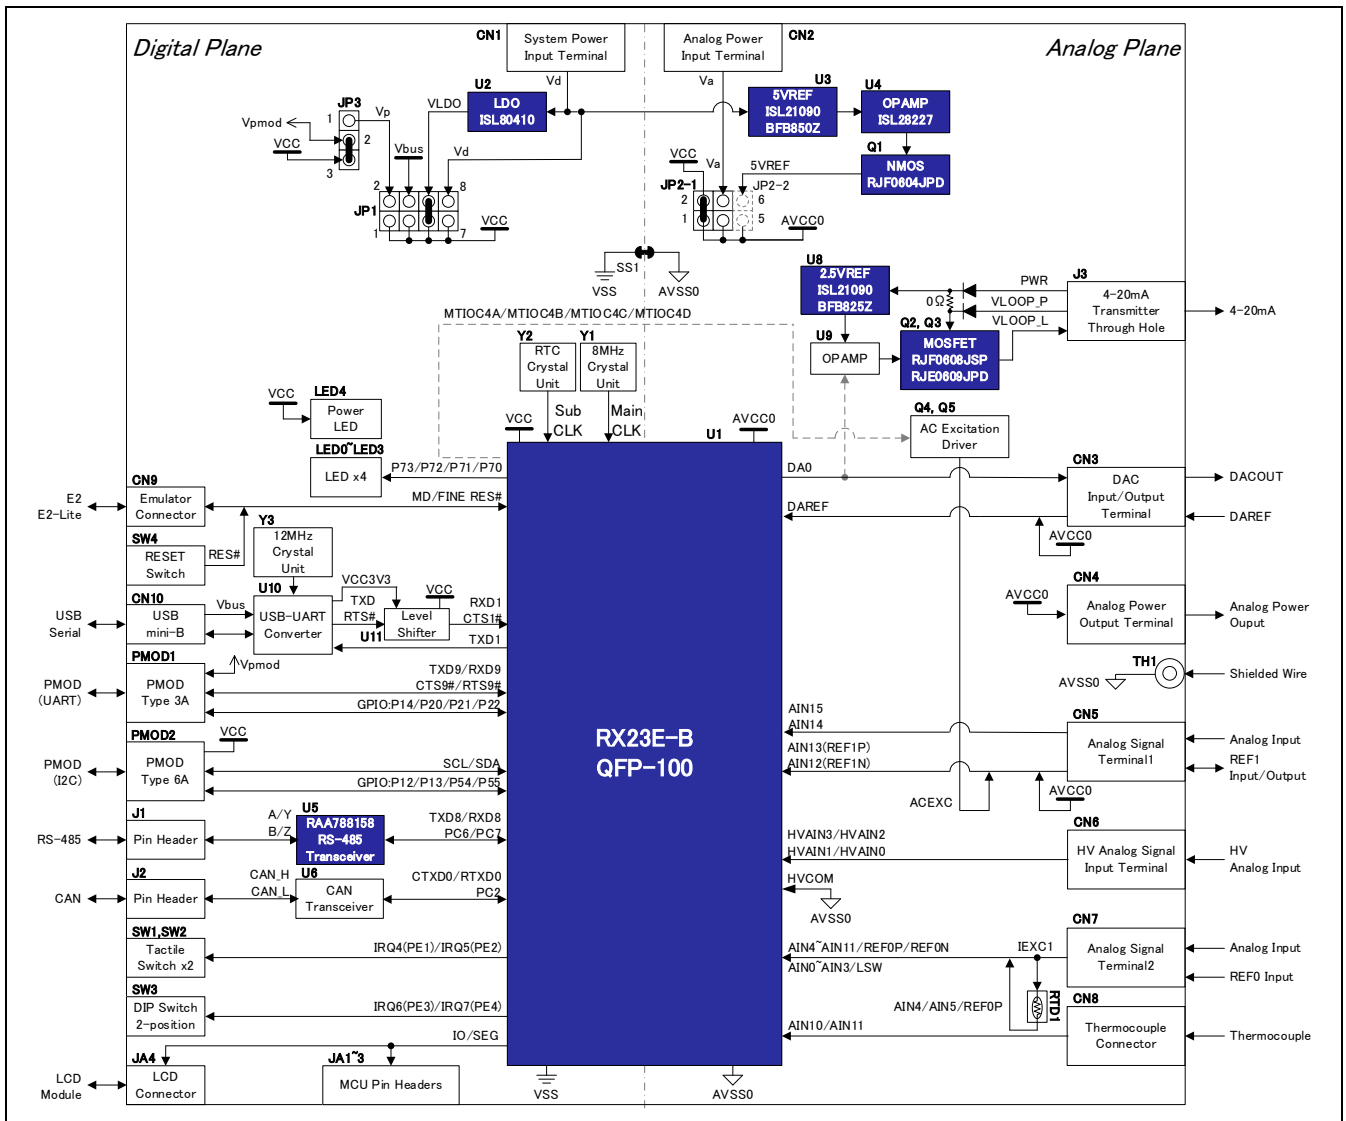 Digital Plane
Analog Plane
CN1
System Power
Input Terminal
Analog Power
Input Terminal
CN2
Vd
Va
U2
LDO
ISL80410
VLDO
Vd
U3
5VREF
ISL21090
BFB850Z
U4
OPAMP
ISL28227
Q1
NMOS
RJF0604JPD
5VREF
JP3
1
2
3
Vp
Vpmod
VCC
Vbus
JP1
2
8
1
7
VCC
VCC
Va
JP2-1
JP2-2
2
1
6
5
AVCC0
SS1
VSS
AVSS0
U8
2.5VREF
ISL21090
BFB825Z
0Ω
PWR
VLOOP_P
VLOOP_L
J3
4-20mA
Transmitter
Through Hole
4-20mA
U9
OPAMP
Q2, Q3
MOSFET
RJF0608JSP
RJE0609JPD
MTIOC4A/MTIOC4B/MTIOC4C/MTIOC4D
Y2
RTC
Crystal
Unit
Y1
8MHz
Crystal
Unit
Sub
CLK
Main
CLK
VCC
AVCC0
U1
Q4, Q5
AC Excitation
Driver
VCC
LED4
Power
LED
LED0~LED3
LED x4
P73/P72/P71/P70
DA0
CN3
DAC
Input/Output
Terminal
DACOUT
DAREF
DAREF
AVCC0
E2
E2-Lite
CN9
Emulator
Connector
MD/FINE RES#
SW4
RESET
Switch
RES#
Y3
12MHz
Crystal
Unit
USB
Serial
CN10
USB
mini-B
Vbus
U10
USB-UART
Converter
VCC3V3
TXD
RTS#
VCC
U11
Level
Shifter
RXD1
CTS1#
TXD1
CN4
AVCC0
Analog Power
Output Terminal
Analog Power
Ouput
TH1
AVSS0
Shielded Wire
PMOD
(UART)
PMOD1
PMOD
Type 3A
Vpmod
TXD9/RXD9
CTS9#/RTS9#
GPIO:P14/P20/P21/P22
RX23E-B
QFP-100
AIN15
AIN14
AIN13(REF1P)
AIN12(REF1N)
CN5
Analog Signal
Terminal1
Analog Input
REF1
Input/Output
ACEXC
AVCC0
PMOD
(I2C)
PMOD2
PMOD
Type 6A
VCC
SCL/SDA
GPIO:P12/P13/P54/P55
RS-485
J1
Pin Header
A/Y
B/Z
U5
RAA788158
RS-485
Transceiver
TXD8/RXD8
PC6/PC7
HVAIN3/HVAIN2
HVAIN1/HVAIN0
CN6
HV Analog Signal
Input Terminal
HV
Analog Input
HVCOM
AVSS0
CAN
J2
Pin Header
CAN_H
CAN_L
U6
CAN
Transceiver
CTXD0/RTXD0
PC2
SW1,SW2
Tactile
Switch x2
IRQ4(PE1)/IRQ5(PE2)
AIN4~AIN11/REF0P/REF0N
AIN0~AIN3/LSW
IEXC1
CN7
Analog Signal
Terminal2
Analog Input
REF0 Input
SW3
DIP Switch
2-position
IRQ6(PE3)/IRQ7(PE4)
AIN4/AIN5/REF0P
RTD1
CN8
Thermocouple
Connector
Thermocouple
AIN10/AIN11
IO/SEG
LCD
Module
JA4
LCD
Connector
JA1~3
MCU Pin Headers
VSS
AVSS0